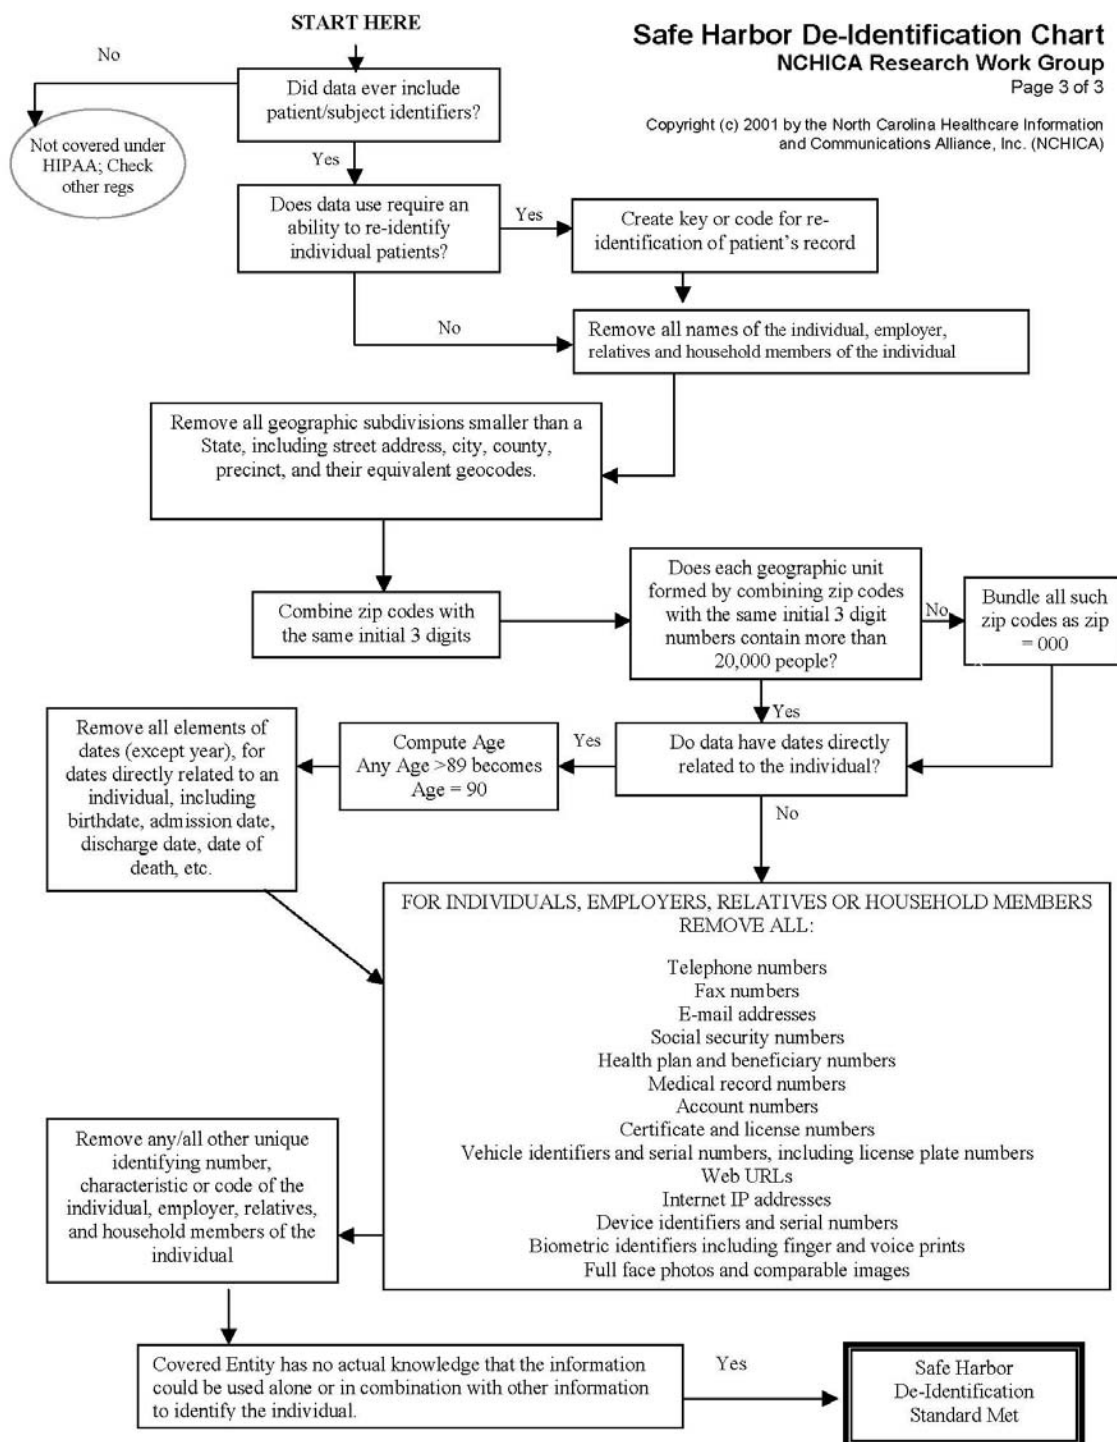 START HERE
Safe Harbor De-Identification Chart
NCHICA Research Work Group
Page 3 of 3
Copyright (c) 2001 by the North Carolina Healthcare Information
and Communications Alliance, Inc. (NCHICA)
No
Did data ever include
patient/subject identifiers?
Not covered under
HIPAA; Check
other regs
Yes
Does data use require an
ability to re-identify
individual patients?
Yes
Create key or code for re-
identification of patient's record
No
Remove all names of the individual, employer,
relatives and household members of the individual
Remove all geographic subdivisions smaller than a
State, including street address, city, county,
precinct, and their equivalent geocodes.
Combine zip codes with
the same initial 3 digits
Does each geographic unit
formed by combining zip codes
with the same initial 3 digit
numbers contain more than
20,000 people?
No
Bundle all such
zip codes as zip
= 000
Yes
Do data have dates directly
related to the individual?
Yes
Compute Age
Any Age >89 becomes
Age = 90
Remove all elements of
dates (except year), for
dates directly related to an
individual, including
birthdate, admission date,
discharge date, date of
death, etc.
No
FOR INDIVIDUALS, EMPLOYERS, RELATIVES OR HOUSEHOLD MEMBERS
REMOVE ALL:
Telephone numbers
Fax numbers
E-mail addresses
Social security numbers
Health plan and beneficiary numbers
Medical record numbers
Account numbers
Certificate and license numbers
Vehicle identifiers and serial numbers, including license plate numbers
Web URLs
Internet IP addresses
Device identifiers and serial numbers
Biometric identifiers including finger and voice prints
Full face photos and comparable images
Remove any/all other unique
identifying number,
characteristic or code of the
individual, employer, relatives,
and household members of the
individual
Covered Entity has no actual knowledge that the information
could be used alone or in combination with other information
to identify the individual.
Yes
Safe Harbor
De-Identification
Standard Met